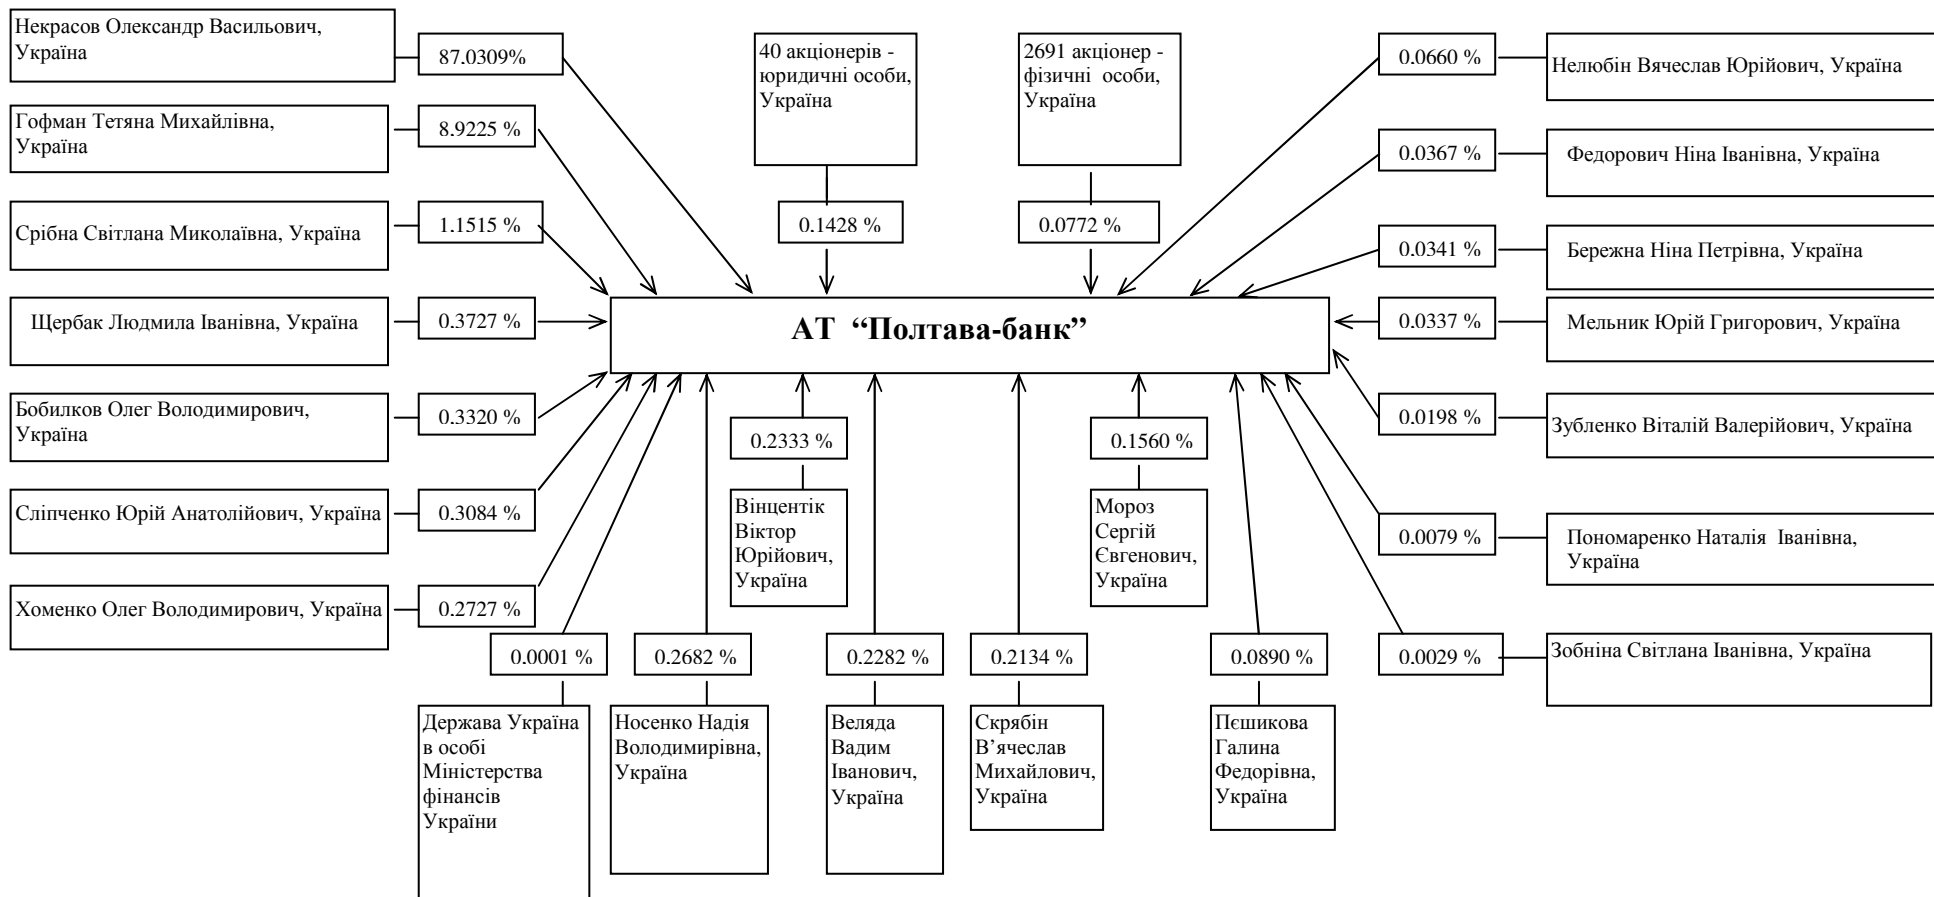 Некрасов Олександр Васильович,
Україна
87.0309%
40 акціонерів -
юридичні особи,
Україна
2691 акціонер -
фізичні особи,
Україна
0.0660 %
Нелюбін Вячеслав Юрійович, Україна
Гофман Тетяна Михайлівна,
Україна
8.9225 %
0.0367 %
Федорович Ніна Іванівна, Україна
Срібна Світлана Миколаївна, Україна
1.1515 %
0.1428 %
0.0772 %
0.0341 %
Бережна Ніна Петрівна, Україна
Щербак Людмила Іванівна, Україна
0.3727 %
АТ “Полтава-банк”
0.0337 %
Мельник Юрій Григорович, Україна
Бобилков Олег Володимирович,
Україна
0.3320 %
0.2333 %
0.1560 %
0.0198 %
Зубленко Віталій Валерійович, Україна
Сліпченко Юрій Анатолійович, Україна
0.3084 %
Вінцентік
Віктор
Юрійович,
Україна
Мороз
Сергій
Євгенович,
Україна
0.0079 %
Пономаренко Наталія Іванівна,
Україна
Хоменко Олег Володимирович, Україна
0.2727 %
0.0001 %
0.2682 %
0.2282 %
0.2134 %
0.0890 %
0.0029 %
Зобніна Світлана Іванівна, Україна
Держава Україна
в особі
Міністерства
фінансів
України
Носенко Надія
Володимирівна,
Україна
Веляда
Вадим
Іванович,
Україна
Скрябін
В’ячеслав
Михайлович,
Україна
Пєшикова
Галина
Федорівна,
Україна